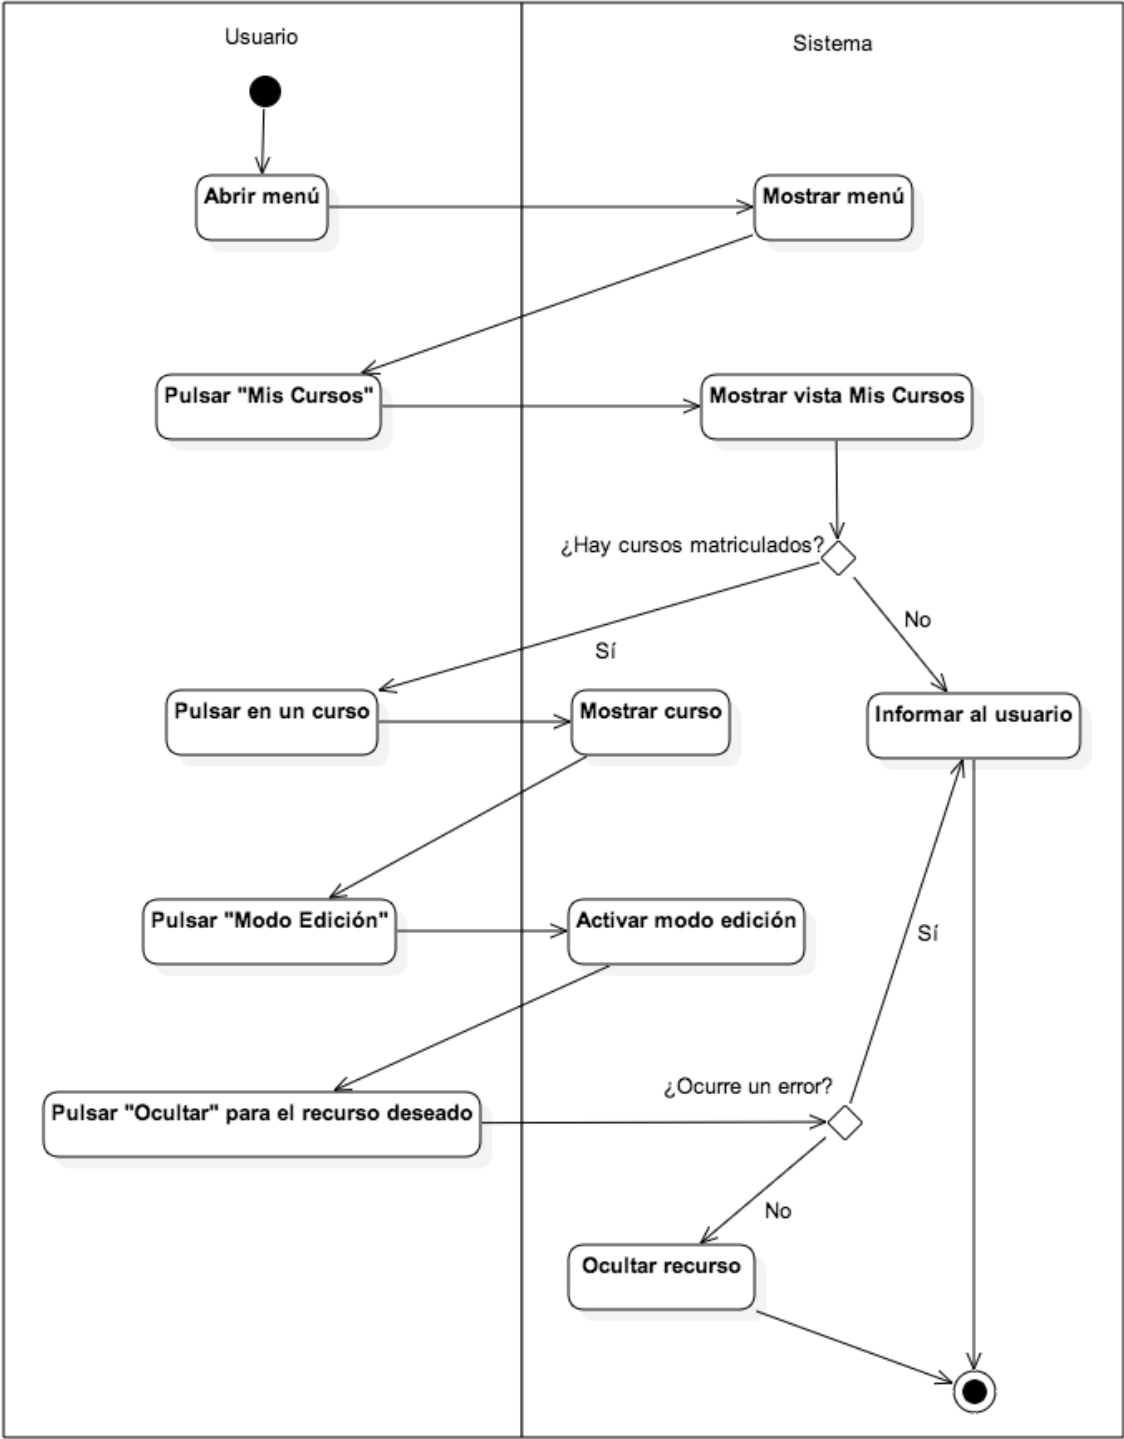 Usuario
Sistema
Abrir menú
Mostrar menú
Pulsar "Mis Cursos"
Mostrar vista Mis Cursos
¿Hay cursos matriculados?
No
Sí
Pulsar en un curso
Mostrar curso
Informar al usuario
Pulsar "Modo Edición"
Activar modo edición
Sí
¿Ocurre un error?
Pulsar "Ocultar" para el recurso deseado
No
Ocultar recurso